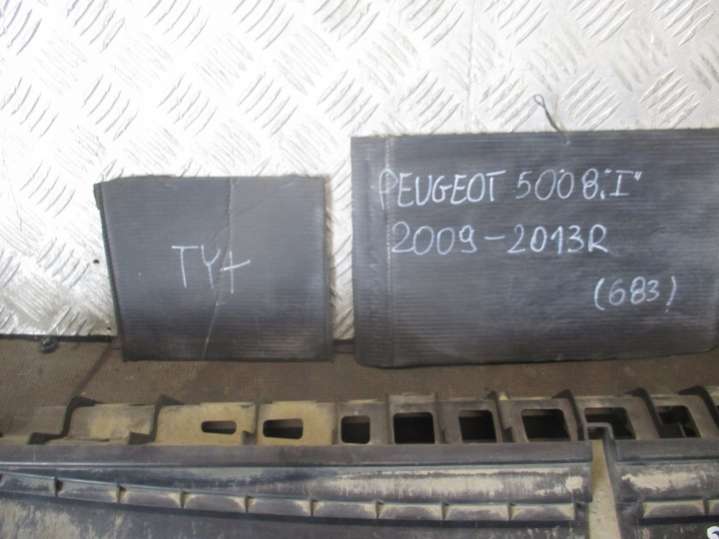 TYŁ
PEUGEOT 5008 "I"
2009-2013R
(683)